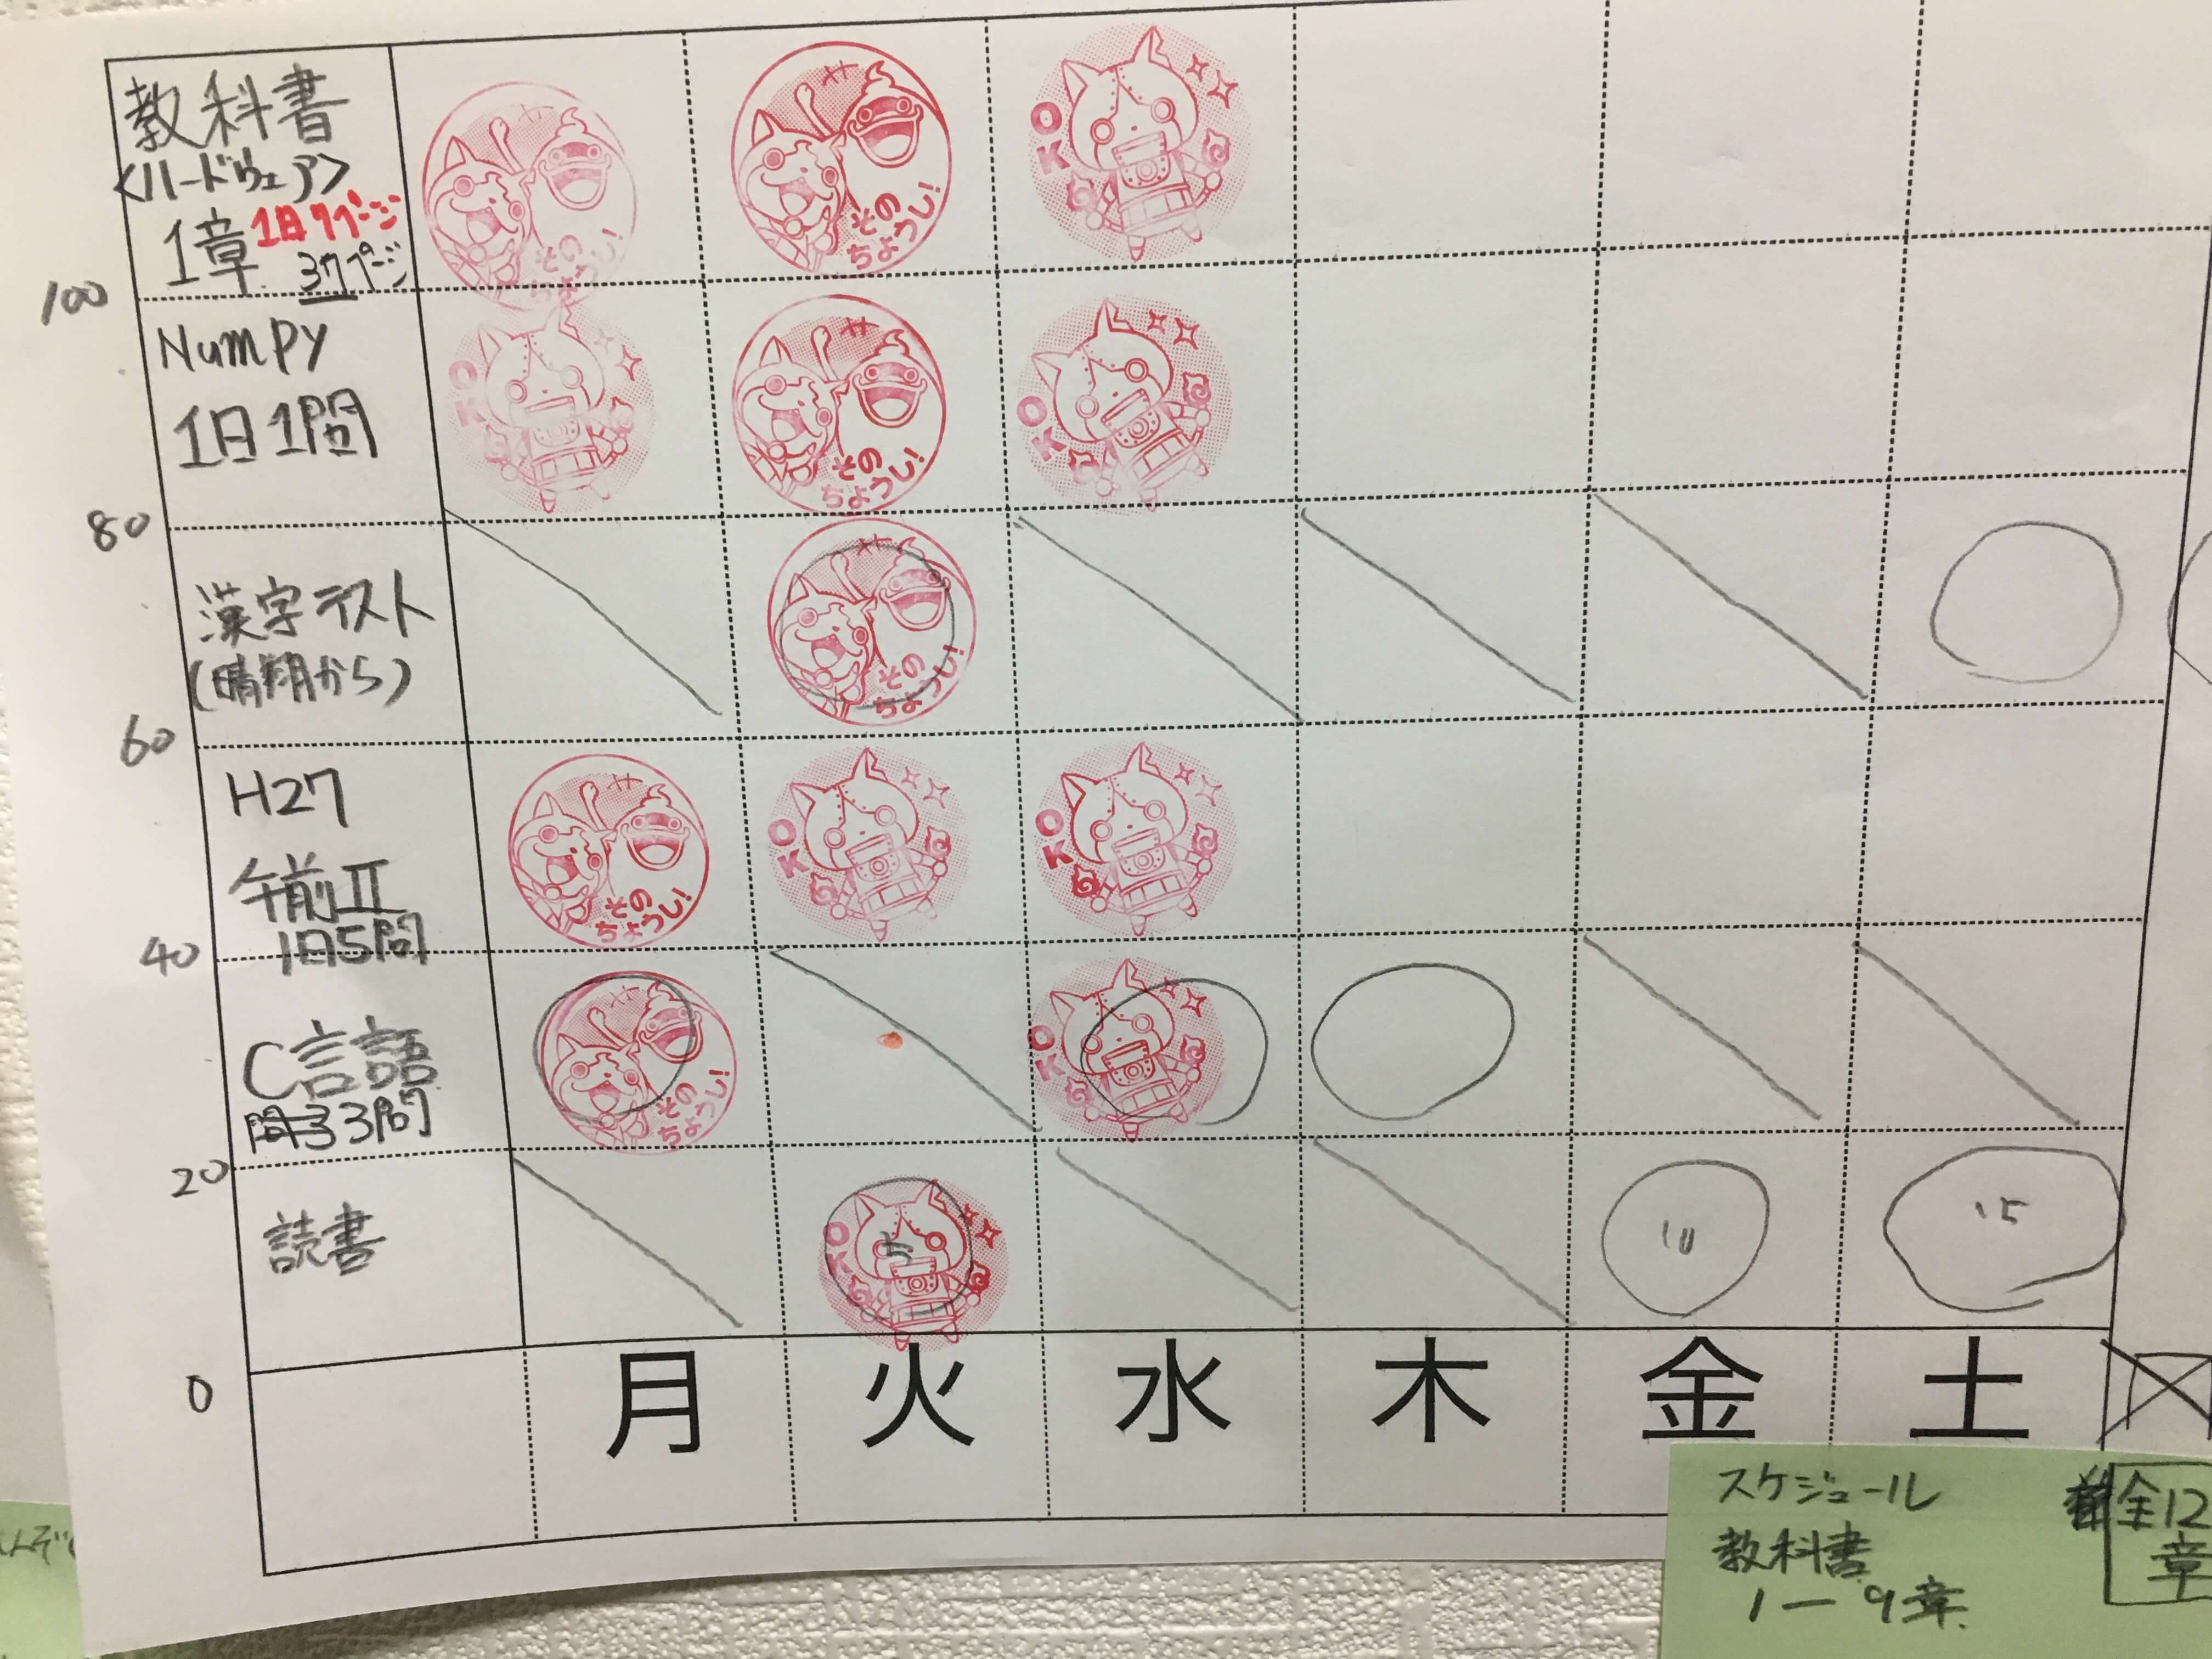 教科書
<ハードウェア>
1章 1日7ページ
37ページ
100
NumPy
1日1問
80
漢字テスト
(晴翔から)
60
H27
午前II
1日5問
40
C言語
3問
20
読書
0
その
ちょうし!
その
ちょうし!
OK
OK
その
ちょうし!
OK
その
ちょうし!
その
ちょうし!
OK
OK
その
ちょうし!
OK
OK
5
10
15
月 火 水 木 金 土
スケジュール
教科書
1ー9章
全12
章